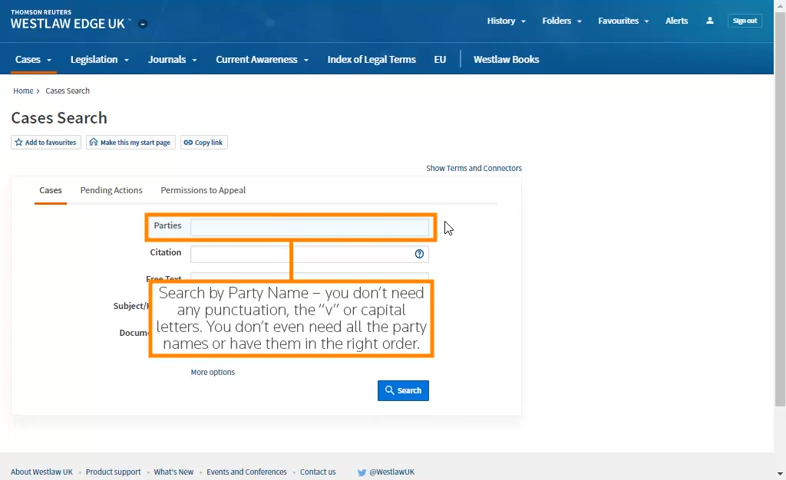 THOMSON REUTERS
WESTLAW EDGE UK™
History
Folders
Favourites
Alerts
Sign out
Cases
Legislation
Journals
Current Awareness
Index of Legal Terms
EU
Westlaw Books
Home › Cases Search
Cases Search
Add to favourites
Make this my start page
Copy link
Show Terms and Connectors
Cases
Pending Actions
Permissions to Appeal
Parties
Citation
?
Free Text
Search by Party Name – you don't need
any punctuation, the "v" or capital
letters. You don't even need all the party
names or have them in the right order.
More options
Search
About Westlaw UK • Product support • What's New • Events and Conferences • Contact us
@WestlawUK